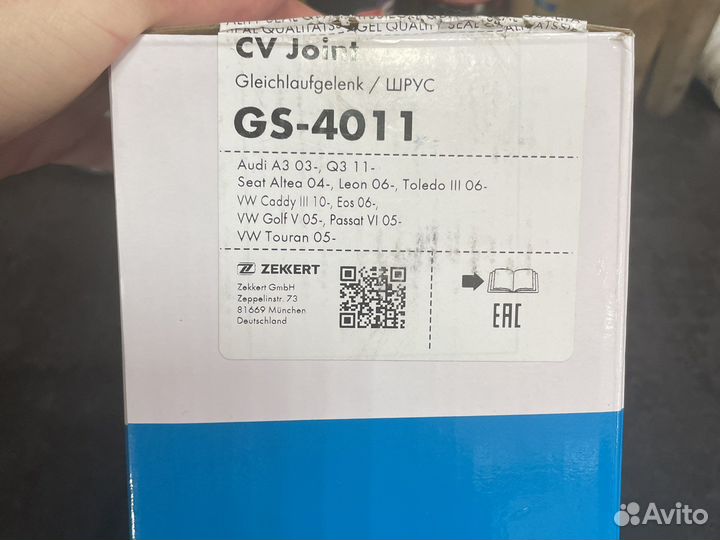 QUALITY SEAL
CV Joint
Gleichlaufgelenk / ШРУС
GS-4011
Audi A3 03-, Q3 11-
Seat Altea 04-, Leon 06-, Toledo III 06-
VW Caddy III 10-, Eos 06-,
VW Golf V 05-, Passat VI 05-
VW Touran 05-
ZEKKERT
Zekkert GmbH
Zeppelinstr. 73
81669 München
Deutschland
EAC
Avito